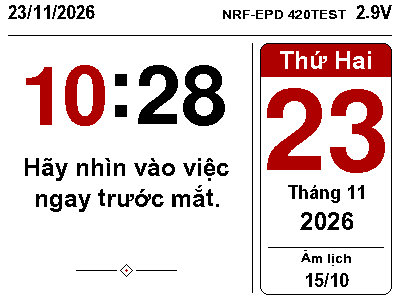 23/11/2026
NRF-EPD 420TEST 2.9V
10:28
Hãy nhìn vào việc
ngay trước mắt.
Thứ Hai
23
Tháng 11
2026
Âm lịch
15/10